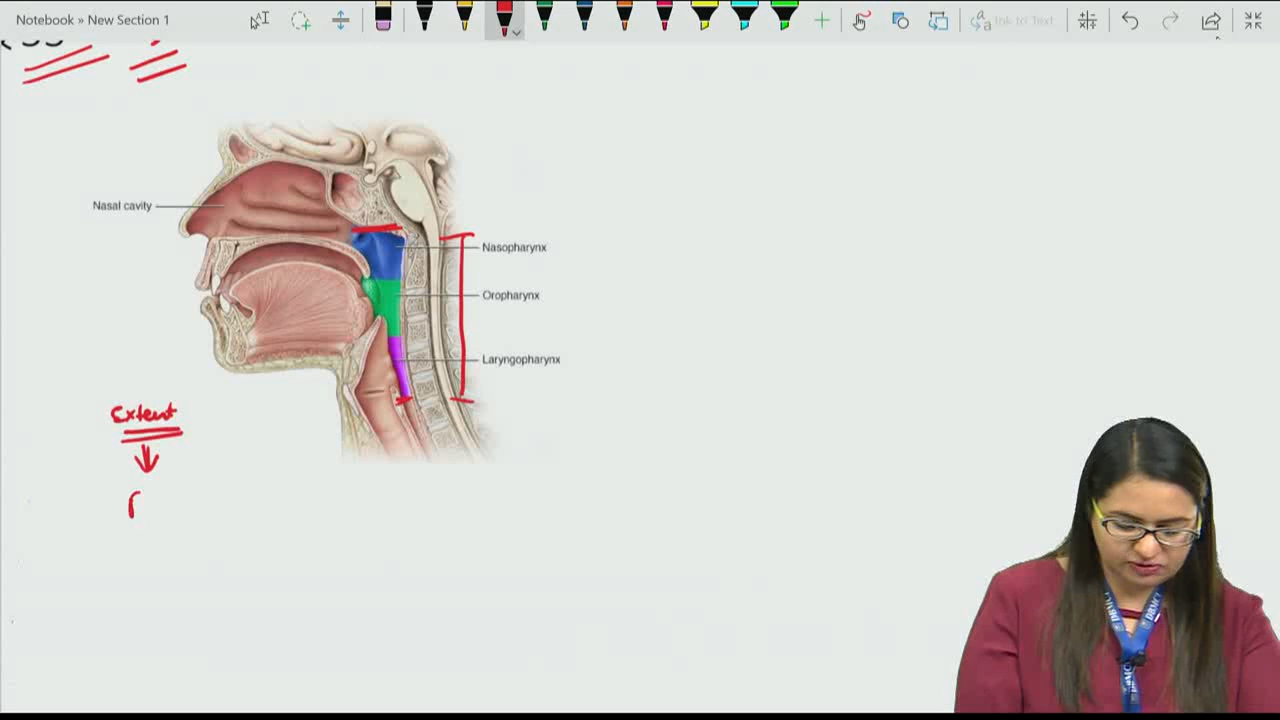 Notebook » New Section 1
Ink to Text
Nasal cavity
Nasopharynx
Oropharynx
Laryngopharynx
Extent